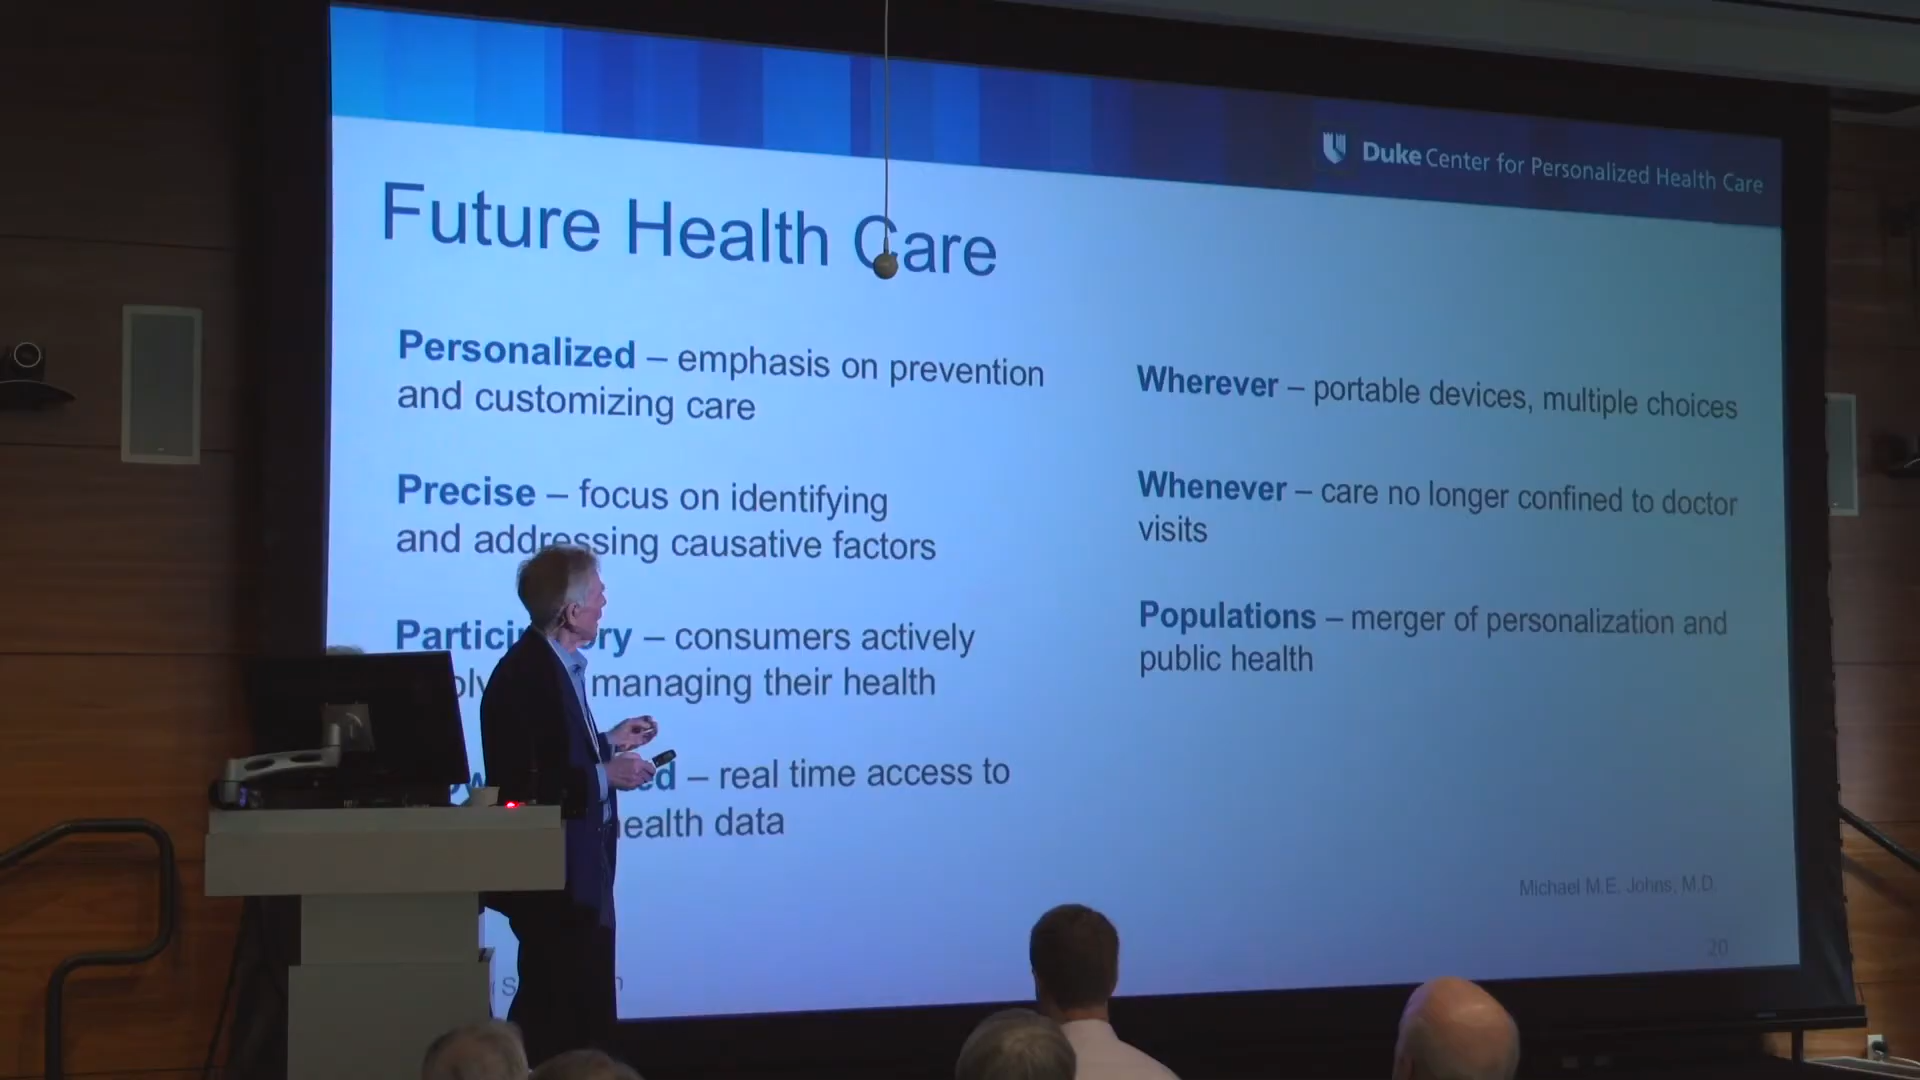 Duke Center for Personalized Health Care
Future Health Care
Personalized – emphasis on prevention
and customizing care
Precise – focus on identifying
and addressing causative factors
– consumers actively
managing their health
– real time access to
data
Wherever – portable devices, multiple choices
Whenever – care no longer confined to doctor
visits
Populations – merger of personalization and
public health
Michael M.E. Johns, M.D.
20